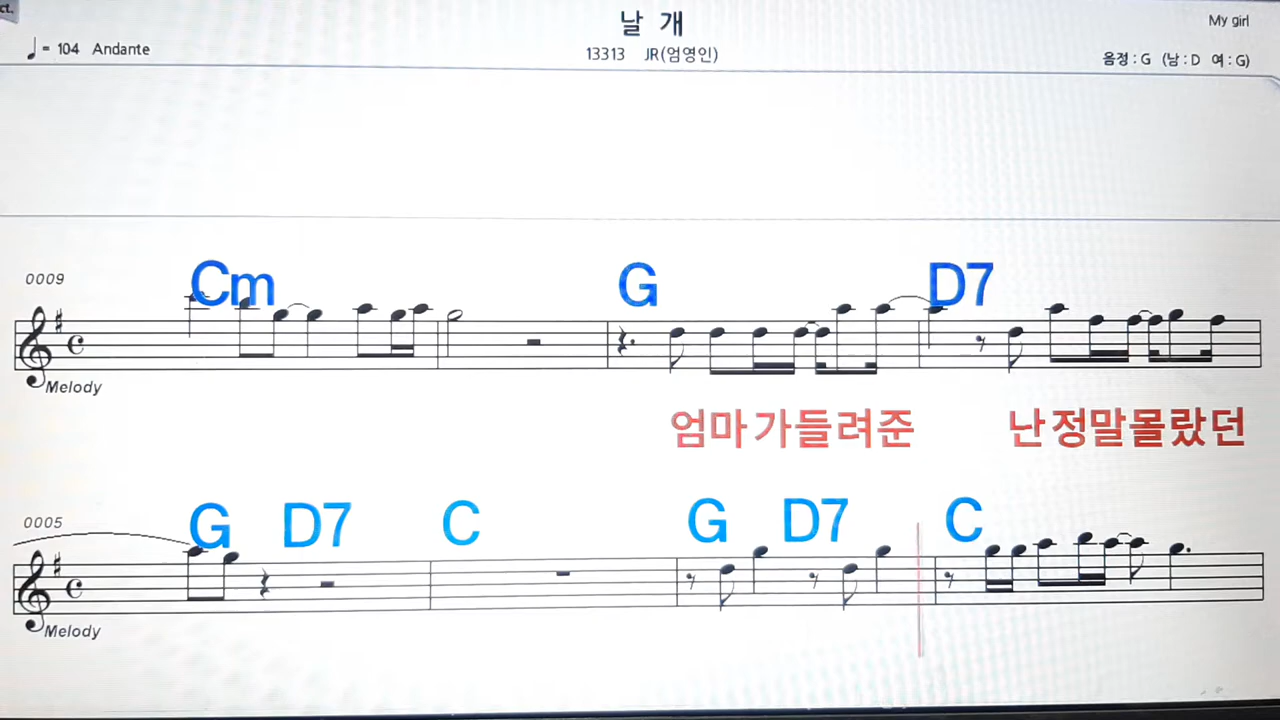 ct.
날 개
My girl
♩ = 104 Andante
13313 JR(엄영인)
음정 : G (남 : D 여 : G)
0009
Cm G D7
Melody
엄마가들려준 난정말몰랐던
0005
G D7 C G D7 C
Melody